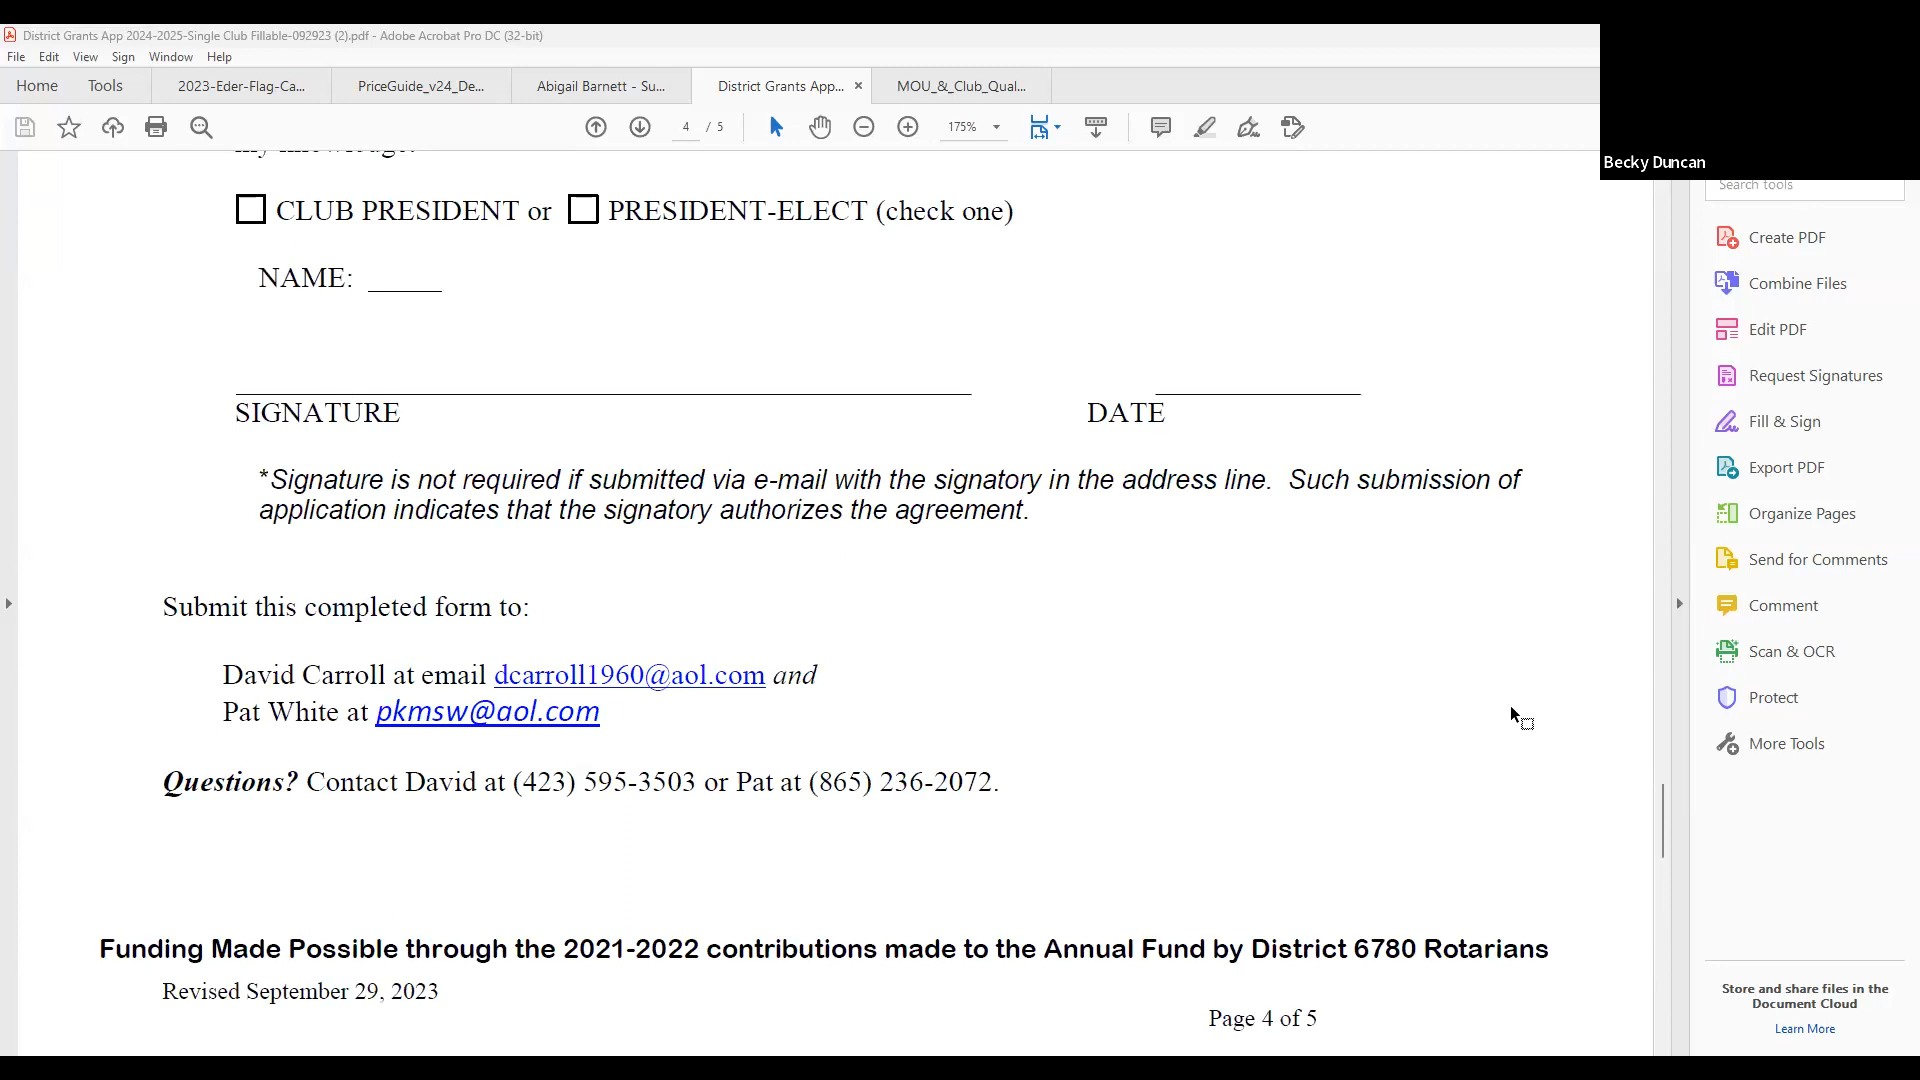 District Grants App 2024-2025-Single Club Fillable-092923 (2).pdf - Adobe Acrobat Pro DC (32-bit)
File Edit View Sign Window Help
Home Tools 2023-Eder-Flag-Ca... PriceGuide_v24_De... Abigail Barnett - Su... District Grants App... × MOU_&_Club_Qual...
4 / 5 175%
Becky Duncan
Search tools
my knowledge.
CLUB PRESIDENT or PRESIDENT-ELECT (check one)
NAME: _____
SIGNATURE DATE
*Signature is not required if submitted via e-mail with the signatory in the address line. Such submission of
application indicates that the signatory authorizes the agreement.
Submit this completed form to:
David Carroll at email dcarroll1960@aol.com and
Pat White at pkmsw@aol.com
Questions? Contact David at (423) 595-3503 or Pat at (865) 236-2072.
Funding Made Possible through the 2021-2022 contributions made to the Annual Fund by District 6780 Rotarians
Revised September 29, 2023
Page 4 of 5
Create PDF
Combine Files
Edit PDF
Request Signatures
Fill & Sign
Export PDF
Organize Pages
Send for Comments
Comment
Scan & OCR
Protect
More Tools
Store and share files in the
Document Cloud
Learn More